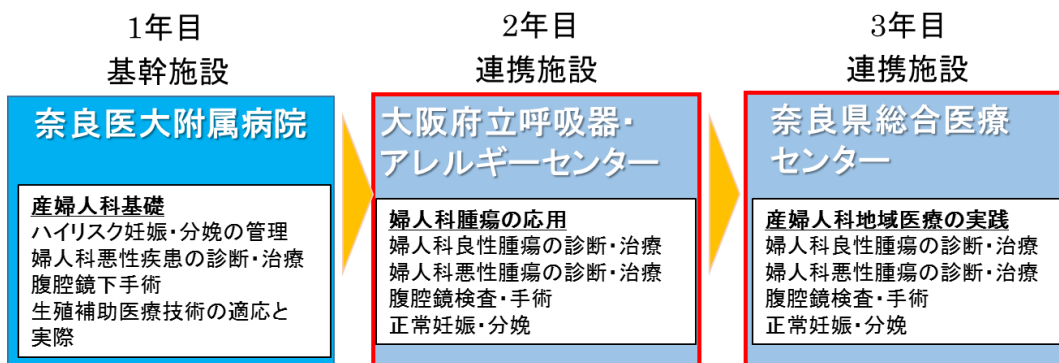 1年目
基幹施設
奈良医大附属病院
産婦人科基礎
ハイリスク妊娠・分娩の管理
婦人科悪性疾患の診断・治療
腹腔鏡下手術
生殖補助医療技術の適応と
実際
2年目
連携施設
大阪府立呼吸器・
アレルギーセンター
婦人科腫瘍の応用
婦人科良性腫瘍の診断・治療
婦人科悪性腫瘍の診断・治療
腹腔鏡検査・手術
正常妊娠・分娩
3年目
連携施設
奈良県総合医療
センター
産婦人科地域医療の実践
婦人科良性腫瘍の診断・治療
婦人科悪性腫瘍の診断・治療
腹腔鏡検査・手術
正常妊娠・分娩